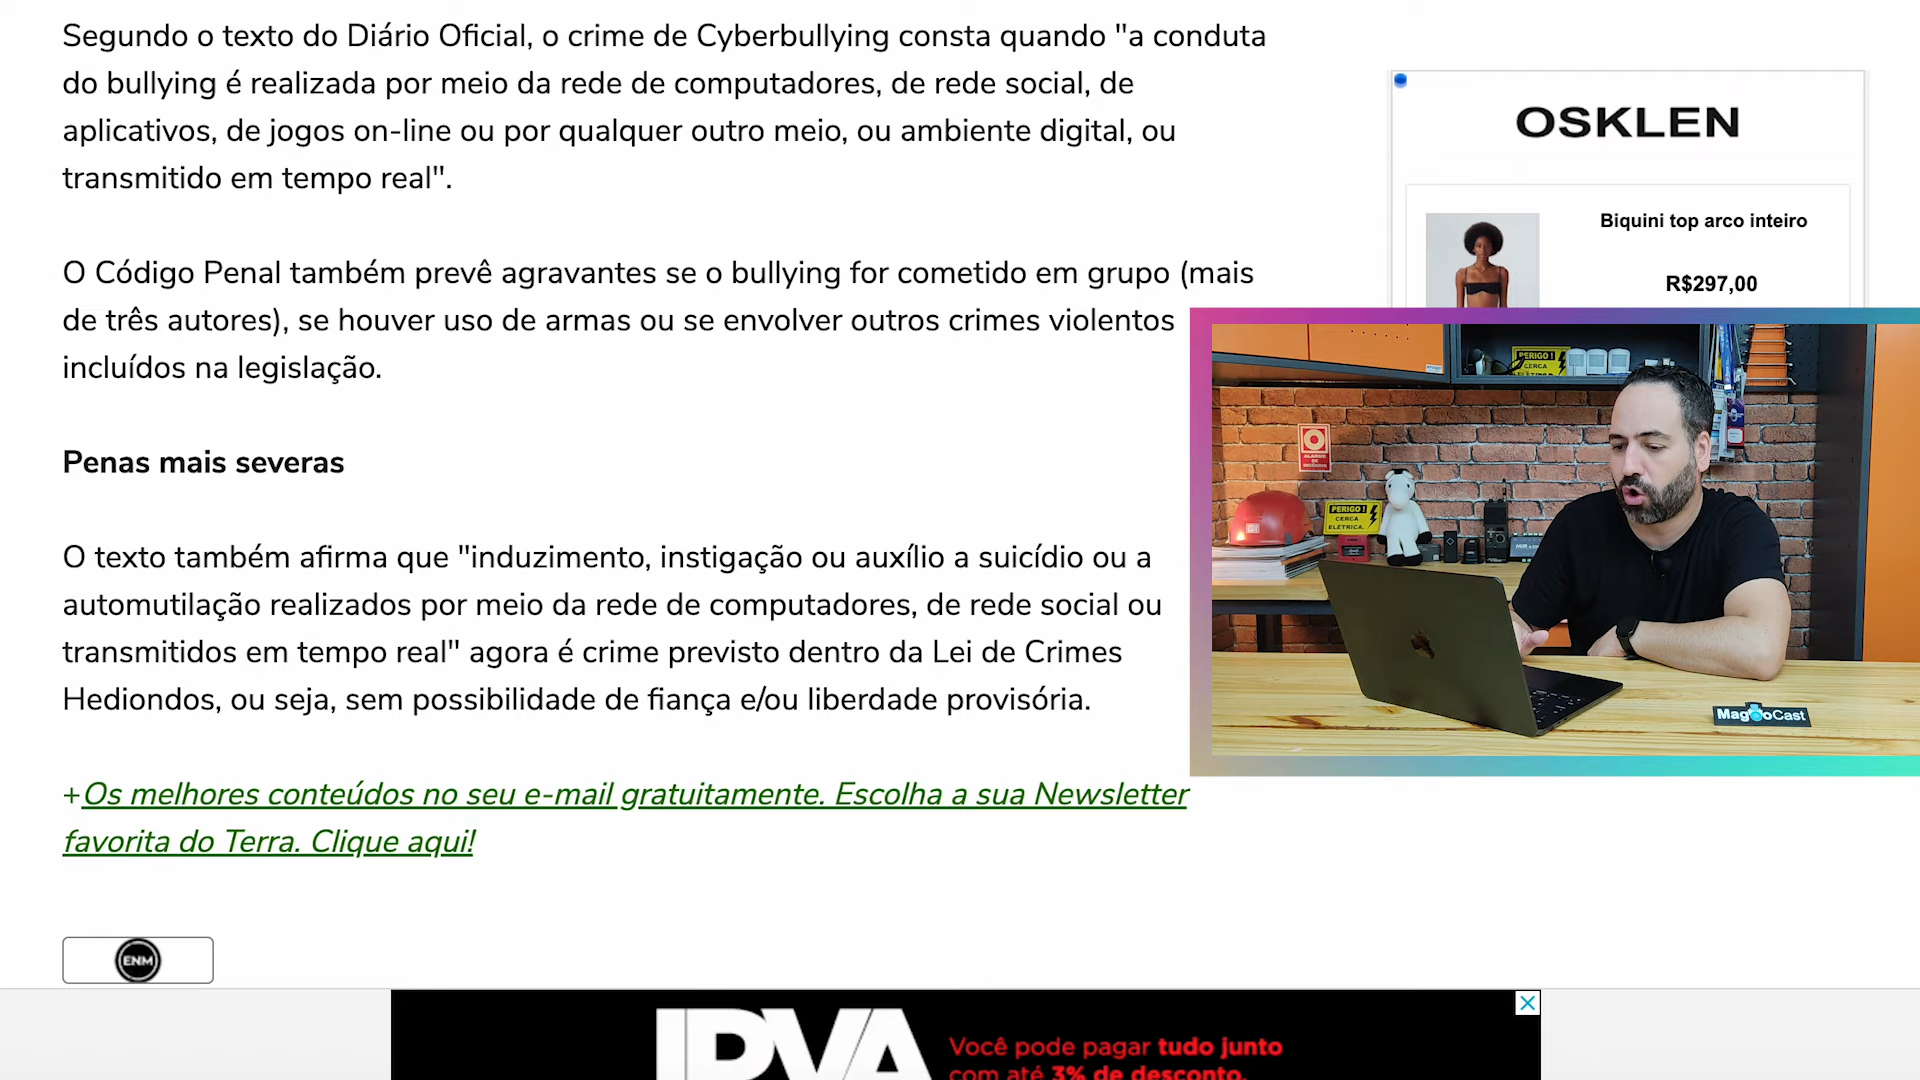 Segundo o texto do Diário Oficial, o crime de Cyberbullying consta quando "a conduta
do bullying é realizada por meio da rede de computadores, de rede social, de
aplicativos, de jogos on-line ou por qualquer outro meio, ou ambiente digital, ou
transmitido em tempo real".
O Código Penal também prevê agravantes se o bullying for cometido em grupo (mais
de três autores), se houver uso de armas ou se envolver outros crimes violentos
incluídos na legislação.
Penas mais severas
O texto também afirma que "induzimento, instigação ou auxílio a suicídio ou a
automutilação realizados por meio da rede de computadores, de rede social ou
transmitidos em tempo real" agora é crime previsto dentro da Lei de Crimes
Hediondos, ou seja, sem possibilidade de fiança e/ou liberdade provisória.
+Os melhores conteúdos no seu e-mail gratuitamente. Escolha a sua Newsletter
favorita do Terra. Clique aqui!
ENM
OSKLEN
Biquini top arco inteiro
R$297,00
PERIGO !
CERCA
ALARME
DE
INCÊNDIO
PERIGO !
CERCA
ELÉTRICA.
IPVA
Você pode pagar tudo junto
com até 3% de desconto.